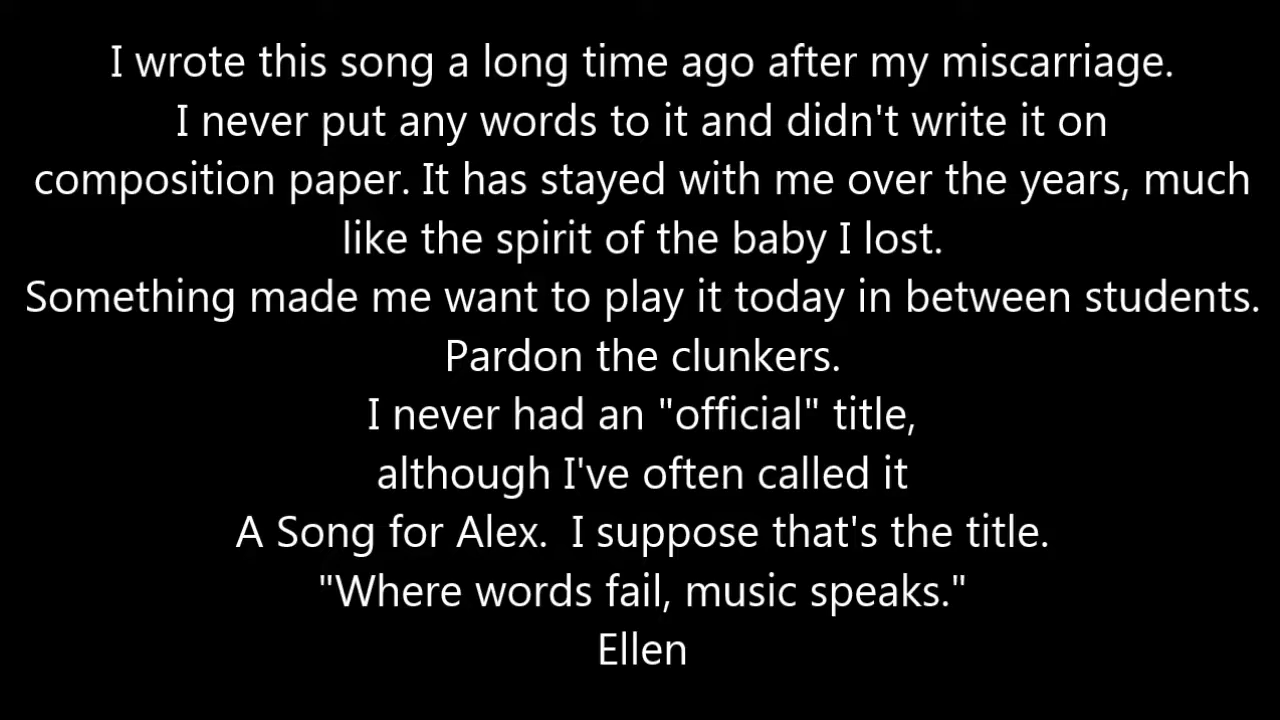 I wrote this song a long time ago after my miscarriage.
I never put any words to it and didn't write it on
composition paper. It has stayed with me over the years, much
like the spirit of the baby I lost.
Something made me want to play it today in between students.
Pardon the clunkers.
I never had an "official" title,
although I've often called it
A Song for Alex.  I suppose that's the title.
"Where words fail, music speaks."
Ellen